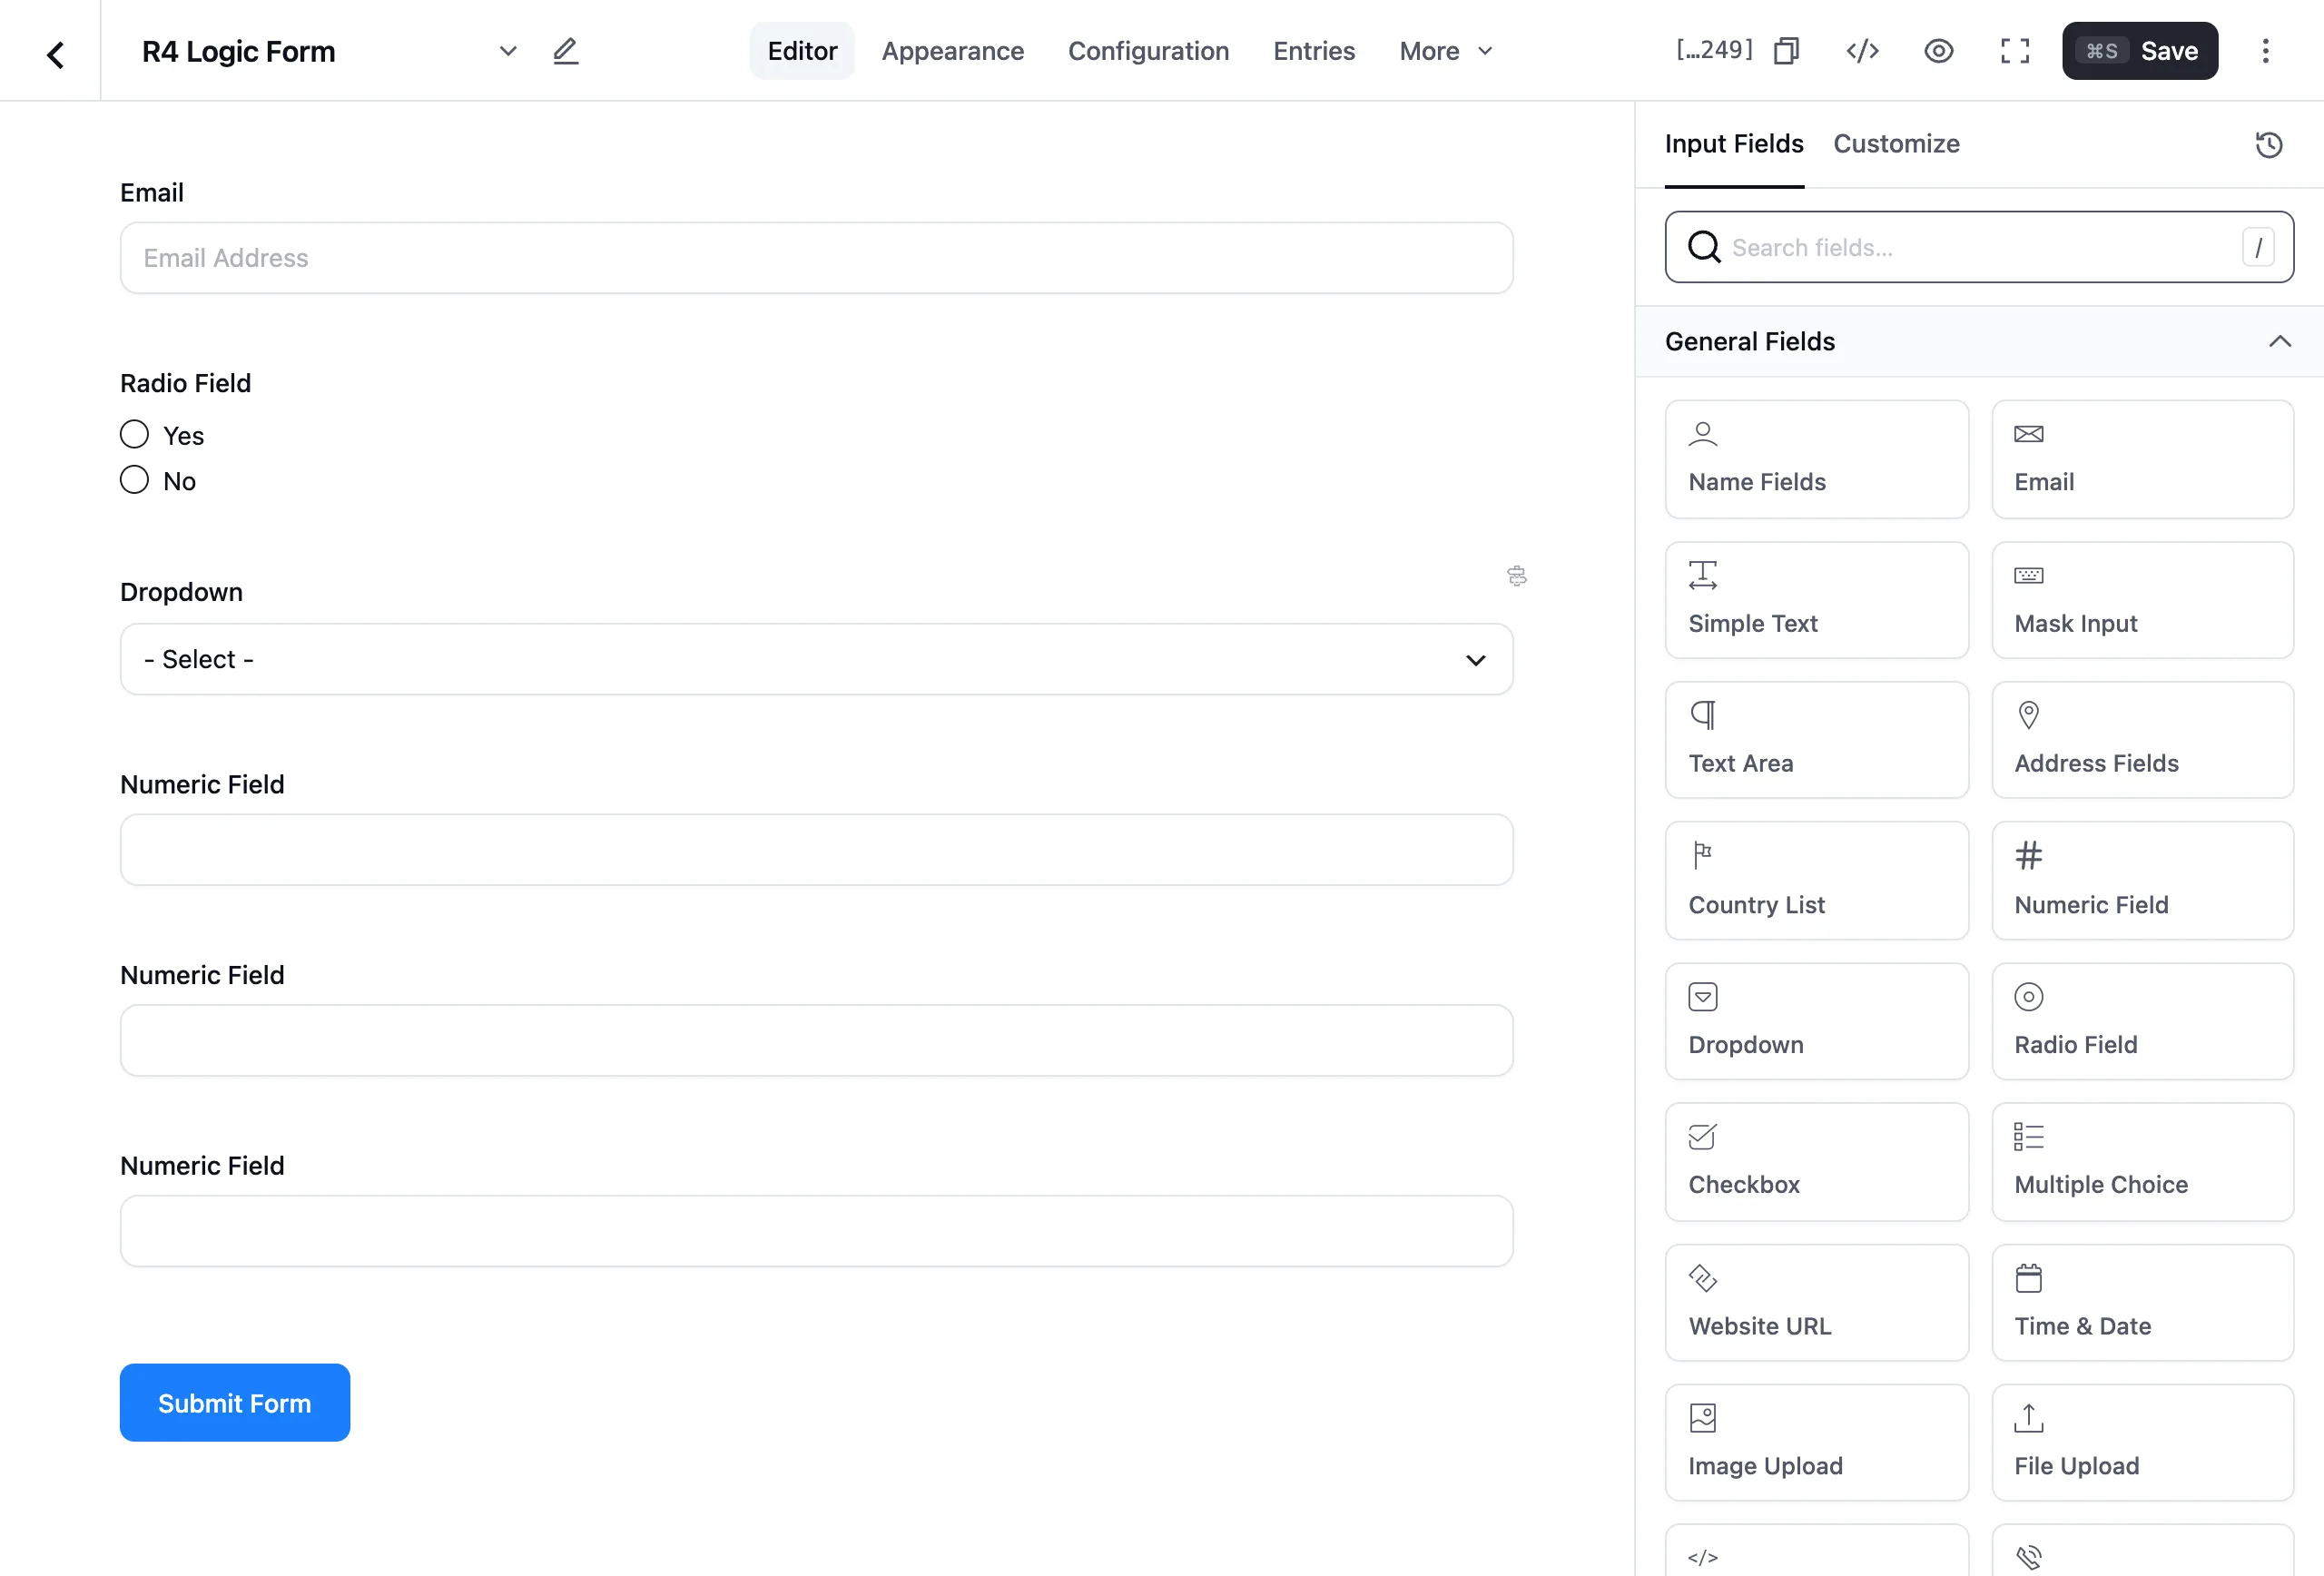 R4 Logic Form
Editor
Appearance
Configuration
Entries
More
[...249]
</>
⌘S Save
Email
Email Address
Radio Field
Yes
No
Dropdown
- Select -
Numeric Field
Numeric Field
Numeric Field
Submit Form
Input Fields
Customize
Search fields...
/
General Fields
Name Fields
Email
Simple Text
Mask Input
Text Area
Address Fields
Country List
Numeric Field
Dropdown
Radio Field
Checkbox
Multiple Choice
Website URL
Time & Date
Image Upload
File Upload
</>